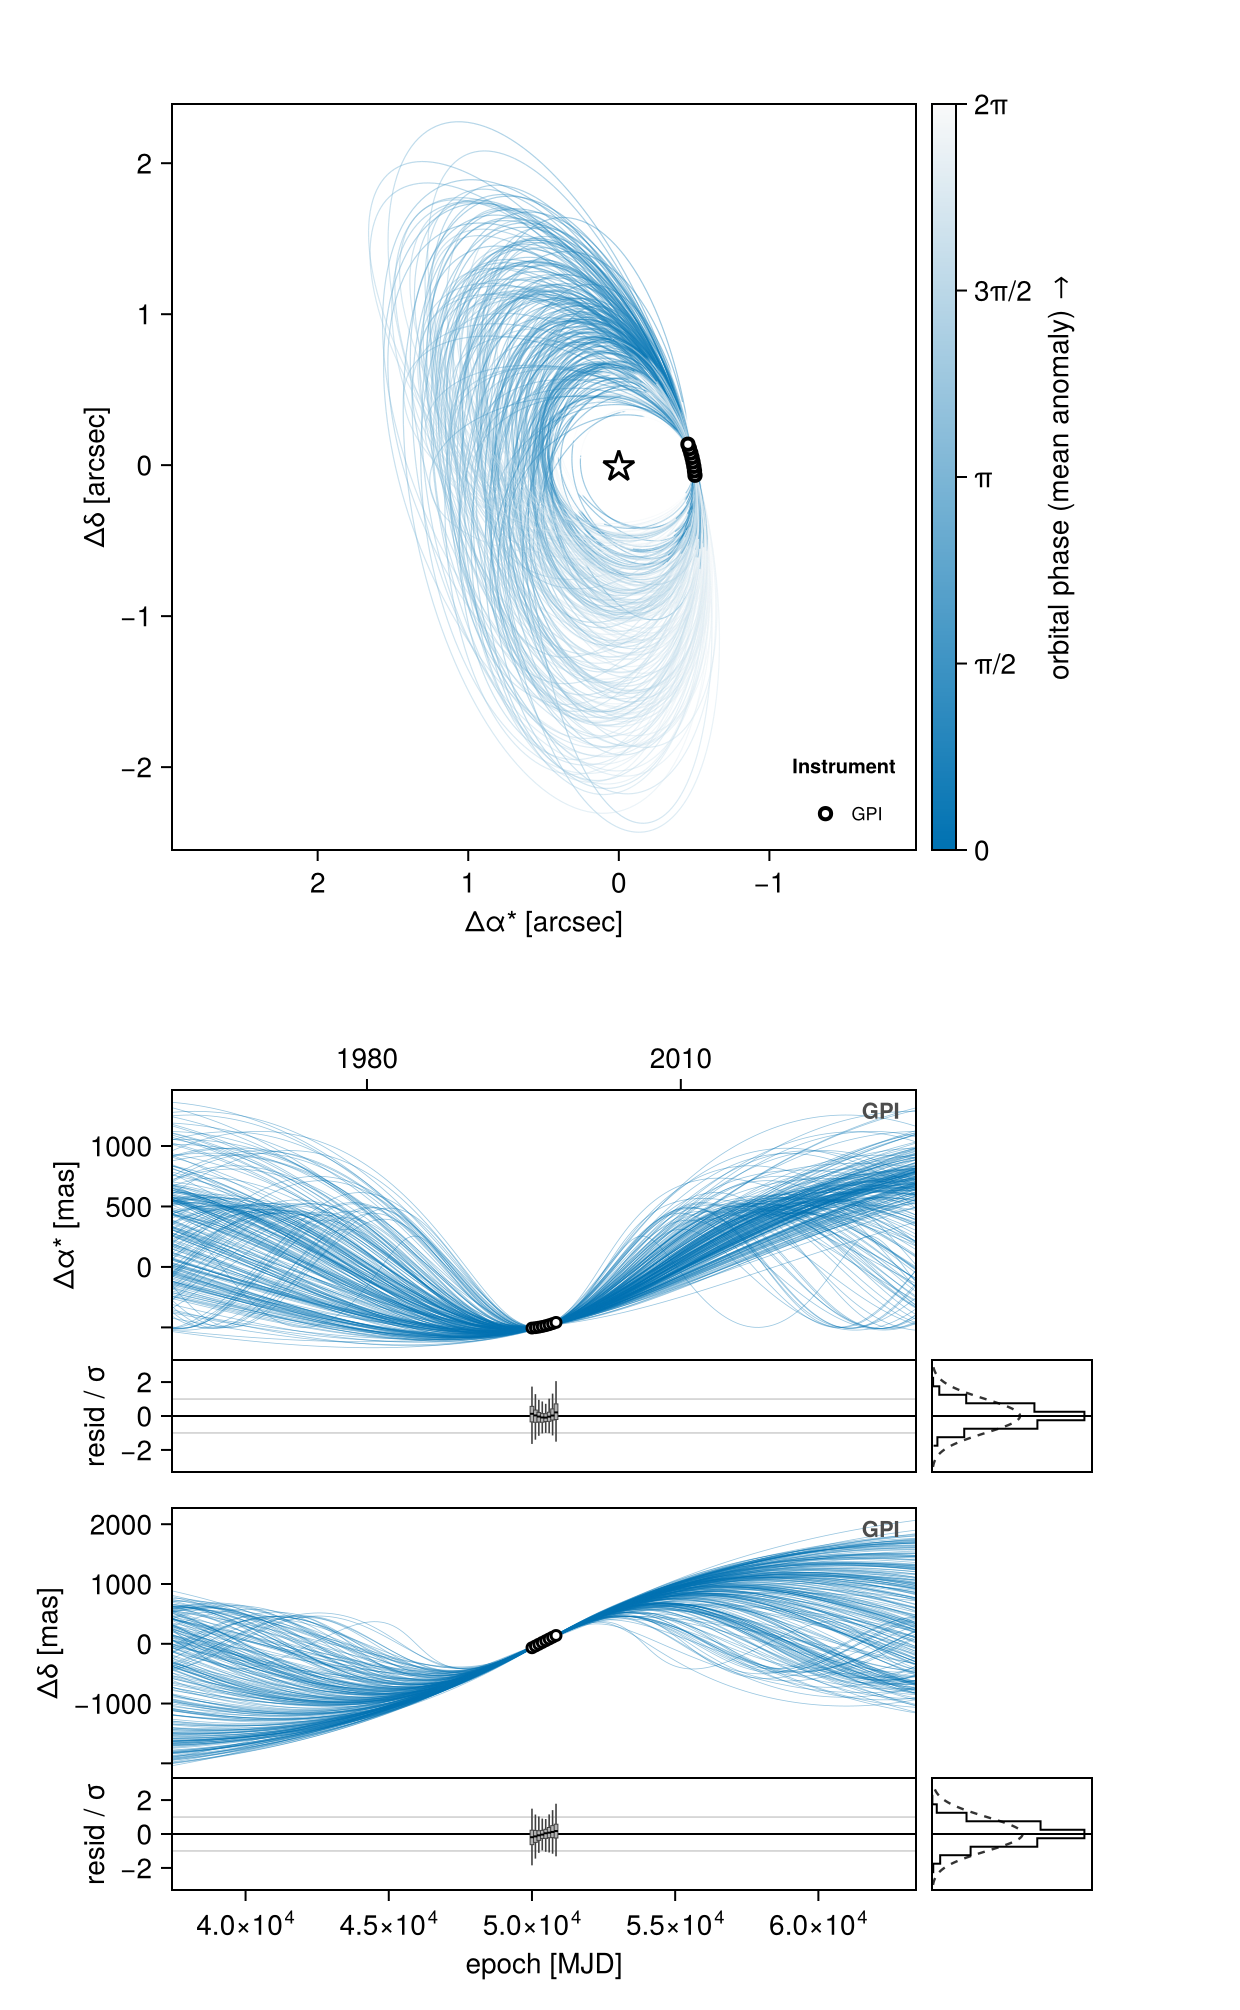 2
1
0
−1
−2
Δδ [arcsec]
2
1
0
−1
Δα* [arcsec]
Instrument
GPI
2π
3π/2
π
π/2
0
orbital phase (mean anomaly) →
1980
2010
GPI
1000
500
0
Δα* [mas]
2
0
−2
resid / σ
GPI
2000
1000
0
−1000
Δδ [mas]
2
0
−2
resid / σ
4.0×10⁴
4.5×10⁴
5.0×10⁴
5.5×10⁴
6.0×10⁴
epoch [MJD]